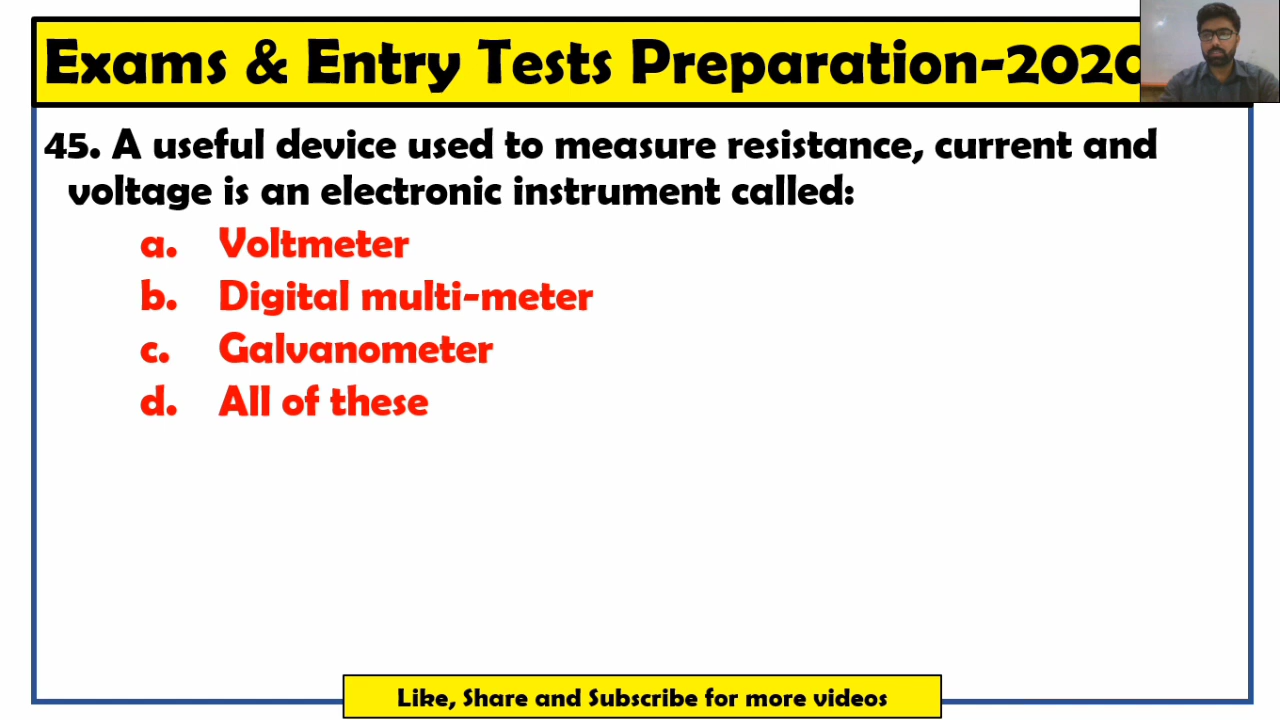 Exams & Entry Tests Preparation-2020
45. A useful device used to measure resistance, current and
voltage is an electronic instrument called:
a. Voltmeter
b. Digital multi-meter
c. Galvanometer
d. All of these
Like, Share and Subscribe for more videos